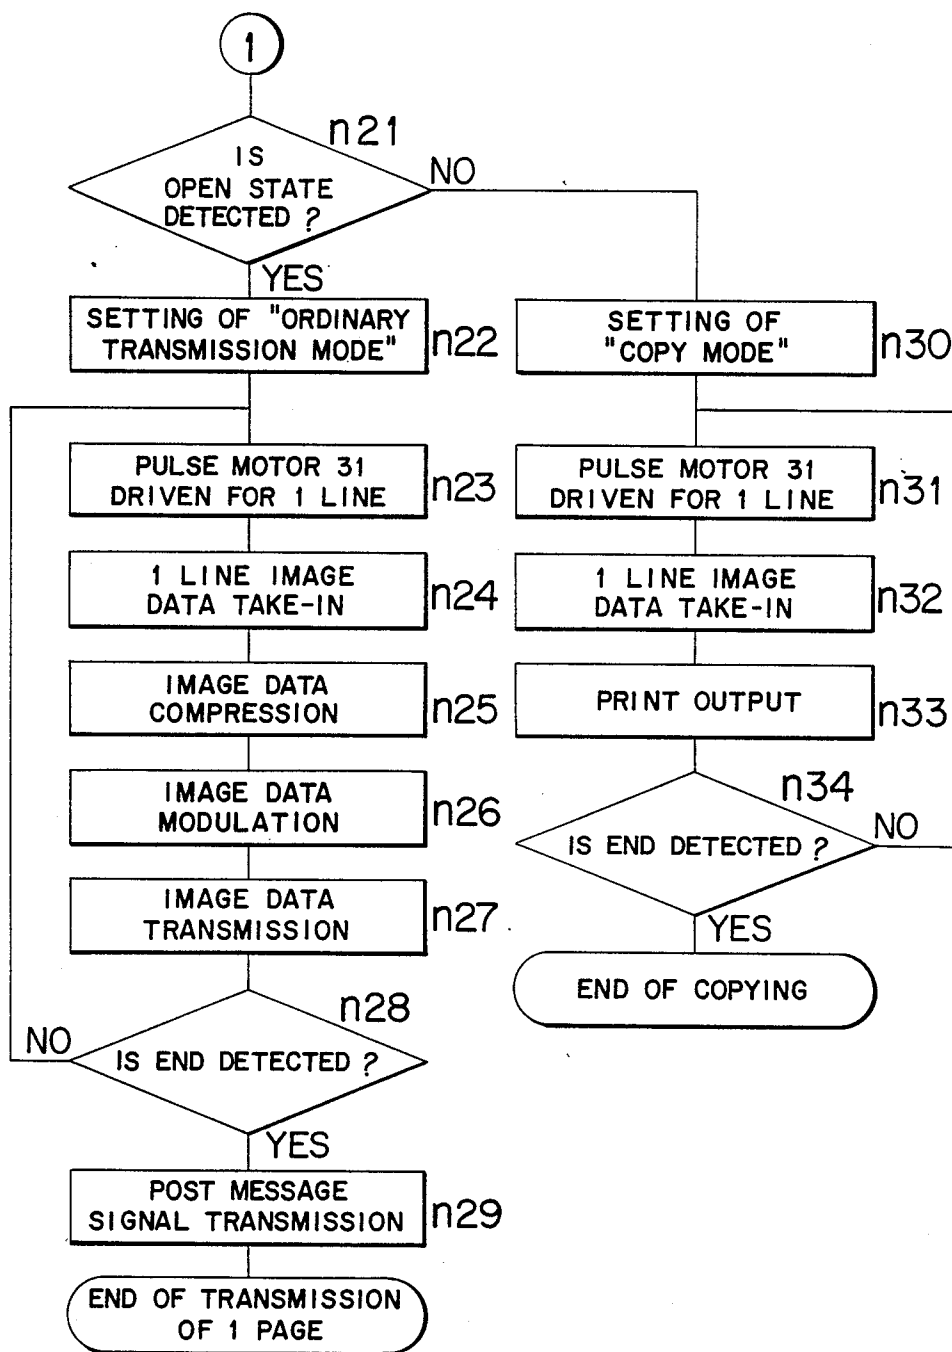 1
n21
IS
OPEN STATE
DETECTED ?
NO
YES
SETTING OF "ORDINARY
TRANSMISSION MODE"
n22
PULSE MOTOR 31
DRIVEN FOR 1 LINE
n23
1 LINE IMAGE
DATA TAKE-IN
n24
IMAGE DATA
COMPRESSION
n25
IMAGE DATA
MODULATION
n26
IMAGE DATA
TRANSMISSION
n27
n28
NO
IS END DETECTED ?
YES
POST MESSAGE
SIGNAL TRANSMISSION
n29
END OF TRANSMISSION
OF 1 PAGE
SETTING OF
"COPY MODE"
n30
PULSE MOTOR 31
DRIVEN FOR 1 LINE
n31
1 LINE IMAGE
DATA TAKE-IN
n32
PRINT OUTPUT
n33
n34
IS END DETECTED ?
NO
YES
END OF COPYING